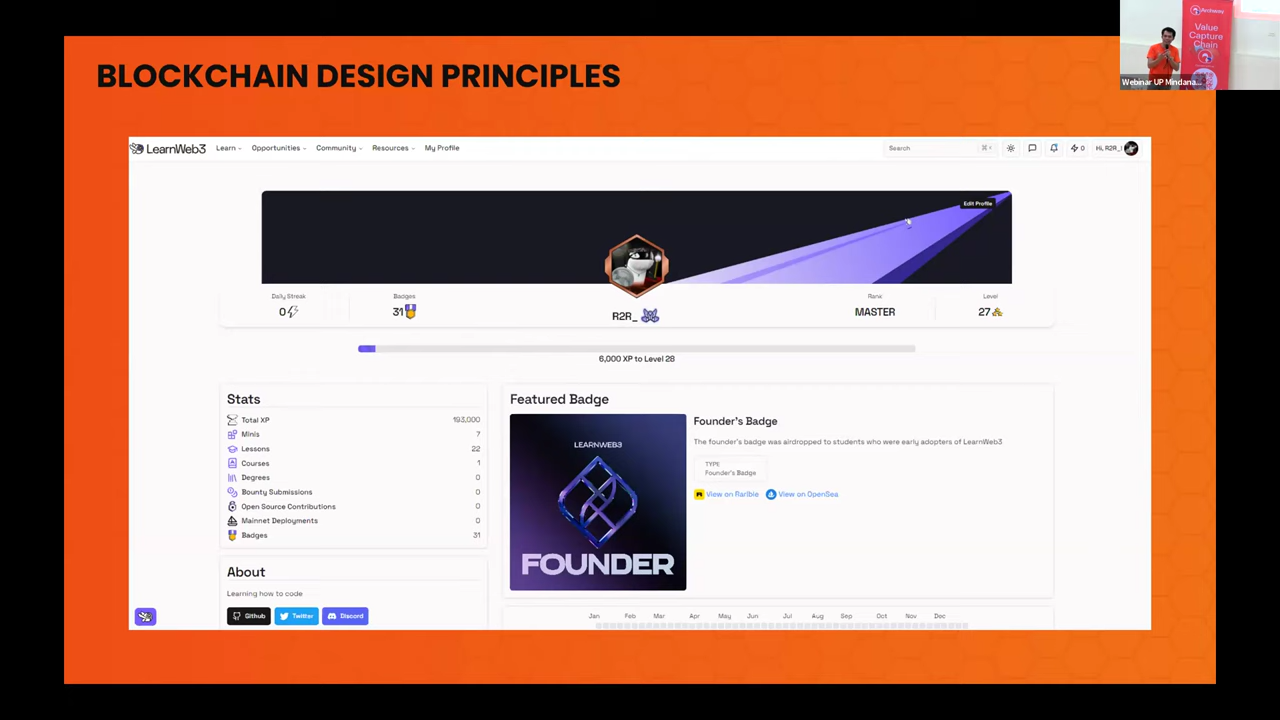 BLOCKCHAIN DESIGN PRINCIPLES
Archway
Value
Capture
Chain
Webinar UP Mindana...
LearnWeb3 Learn Opportunities Community Resources My Profile Search ⌘K 0 Hi, R2R_!
Edit Profile
Daily Streak Badges Rank Level
0 31 R2R_ MASTER 27
6,000 XP to Level 28
Stats
Total XP 193,000
Minis 7
Lessons 22
Courses 1
Degrees 0
Bounty Submissions 0
Open Source Contributions 0
Mainnet Deployments 0
Badges 31
About
Learning how to code
Github Twitter Discord
Featured Badge
LEARNWEB3
FOUNDER
Founder's Badge
The founder's badge was airdropped to students who were early adopters of LearnWeb3
TYPE
Founder's Badge
View on Rarible View on OpenSea
Jan Feb Mar Apr May Jun Jul Aug Sep Oct Nov Dec